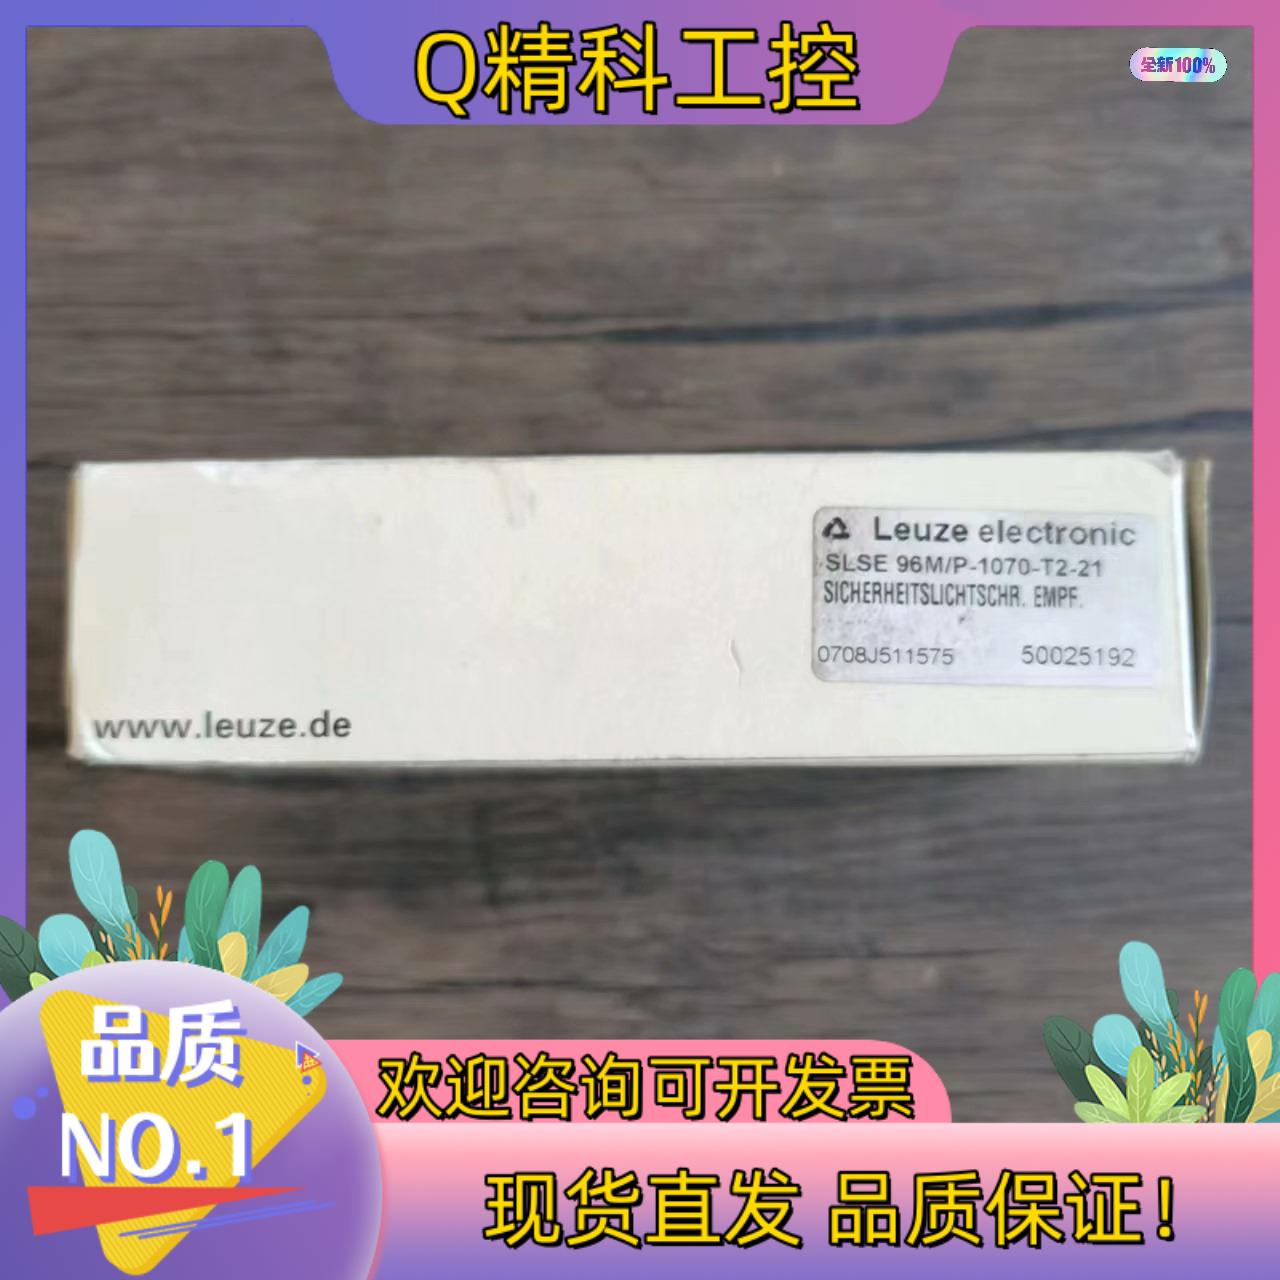 Q精科工控
全新100%
Leuze electronic
SLSE 96M/P-1070-T2-21
SICHERHEITSLICHTSCHR. EMPF.
0708J511575 50025192
www.leuze.de
品质
NO.1
欢迎咨询可开发票
现货直发 品质保证！